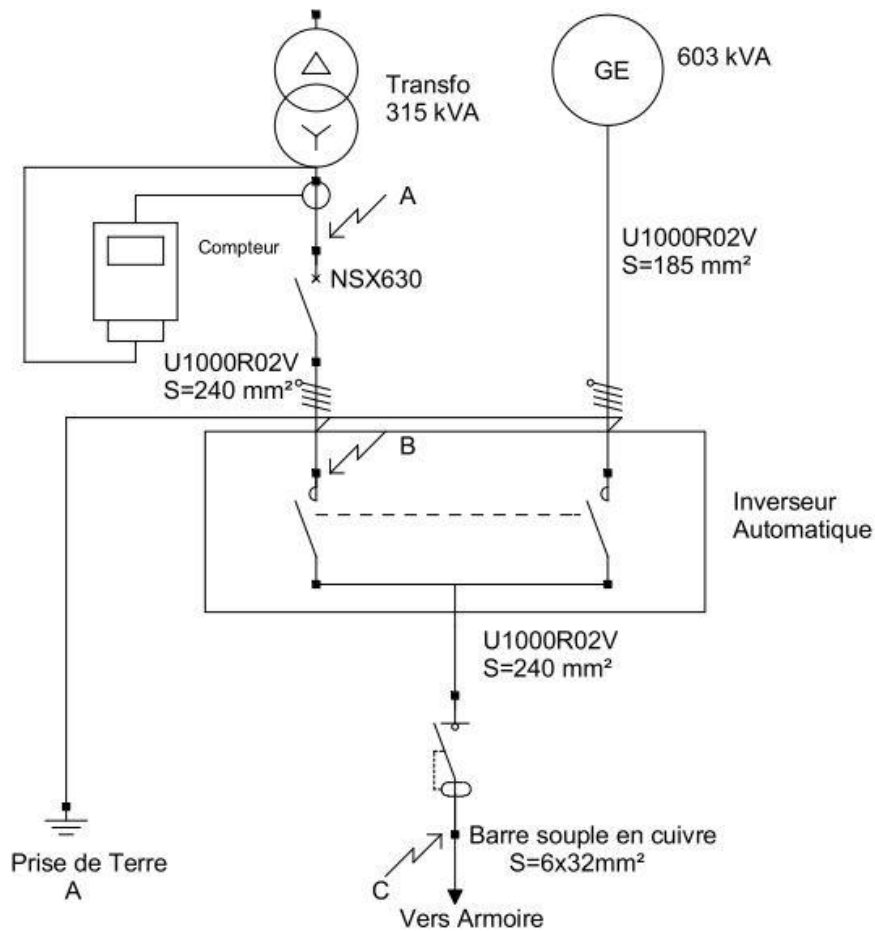 GE
603 kVA
Transfo
315 kVA
A
U1000R02V
S=185 mm²
Compteur
NSX630
U1000R02V
S=240 mm²
B
Inverseur
Automatique
U1000R02V
S=240 mm²
Barre souple en cuivre
S=6x32mm²
Prise de Terre
A
C
Vers Armoire